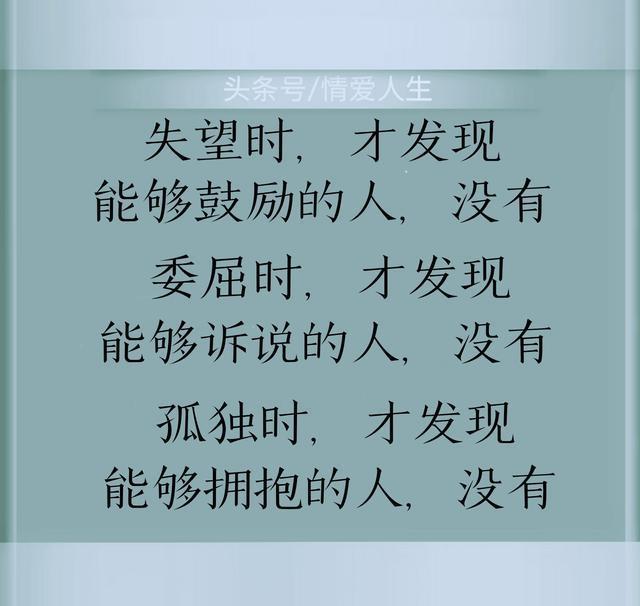 头条号/情爱人生
失望时, 才发现
能够鼓励的人, 没有
委屈时, 才发现
能够诉说的人, 没有
孤独时, 才发现
能够拥抱的人, 没有